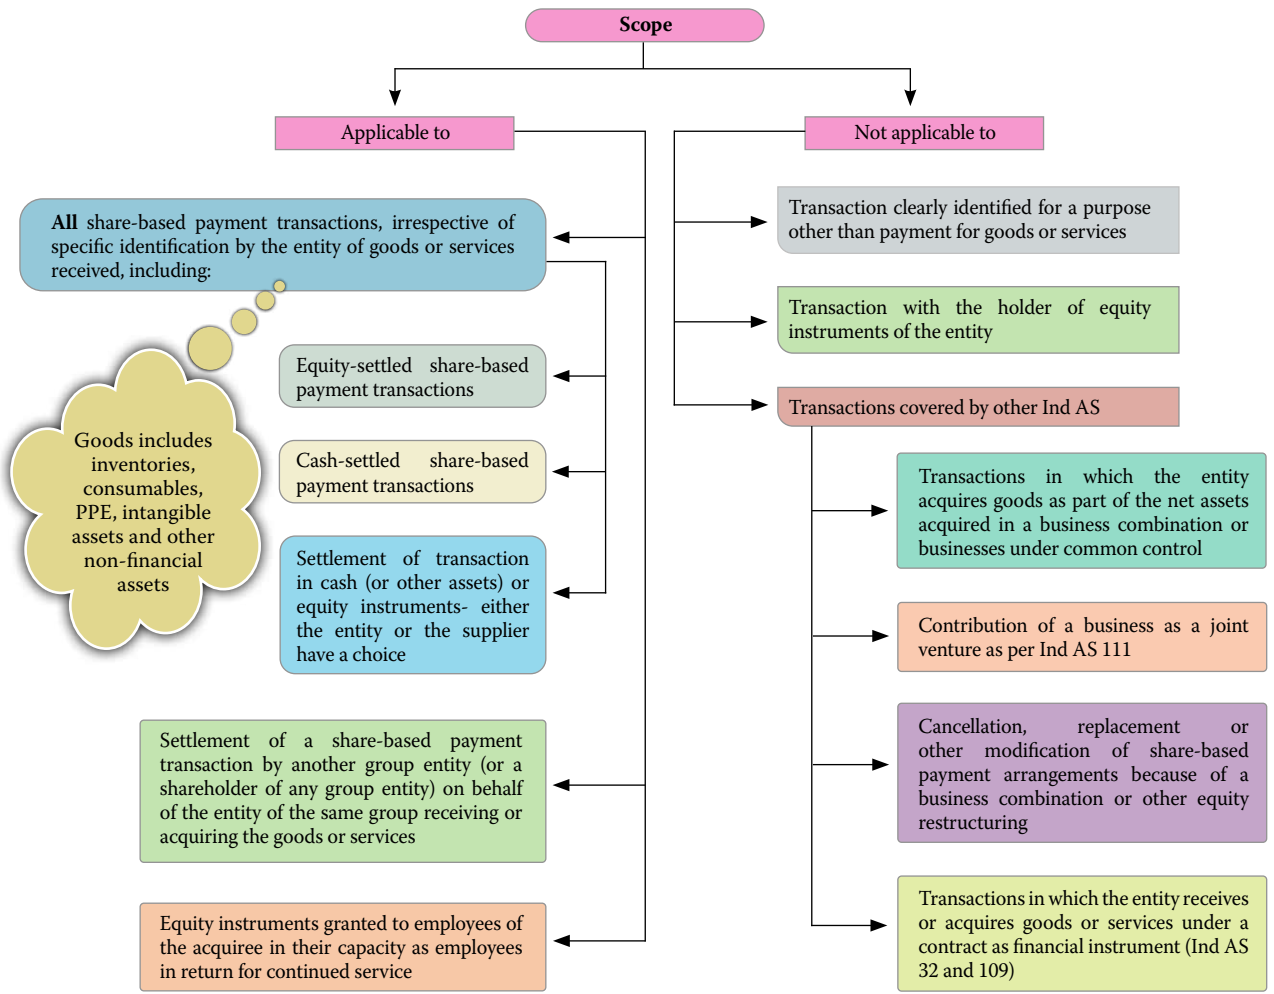 Scope
Applicable to
All share-based payment transactions, irrespective of
specific identification by the entity of goods or services
received, including:
Goods includes
inventories,
consumables,
PPE, intangible
assets and other
non-financial
assets
Equity-settled share-based
payment transactions
Cash-settled share-based
payment transactions
Settlement of transaction
in cash (or other assets) or
equity instruments- either
the entity or the supplier
have a choice
Settlement of a share-based payment
transaction by another group entity (or a
shareholder of any group entity) on behalf
of the entity of the same group receiving or
acquiring the goods or services
Equity instruments granted to employees of
the acquiree in their capacity as employees
in return for continued service
Not applicable to
Transaction clearly identified for a purpose
other than payment for goods or services
Transaction with the holder of equity
instruments of the entity
Transactions covered by other Ind AS
Transactions in which the entity
acquires goods as part of the net assets
acquired in a business combination or
businesses under common control
Contribution of a business as a joint
venture as per Ind AS 111
Cancellation, replacement or
other modification of share-based
payment arrangements because of a
business combination or other equity
restructuring
Transactions in which the entity receives
or acquires goods or services under a
contract as financial instrument (Ind AS
32 and 109)